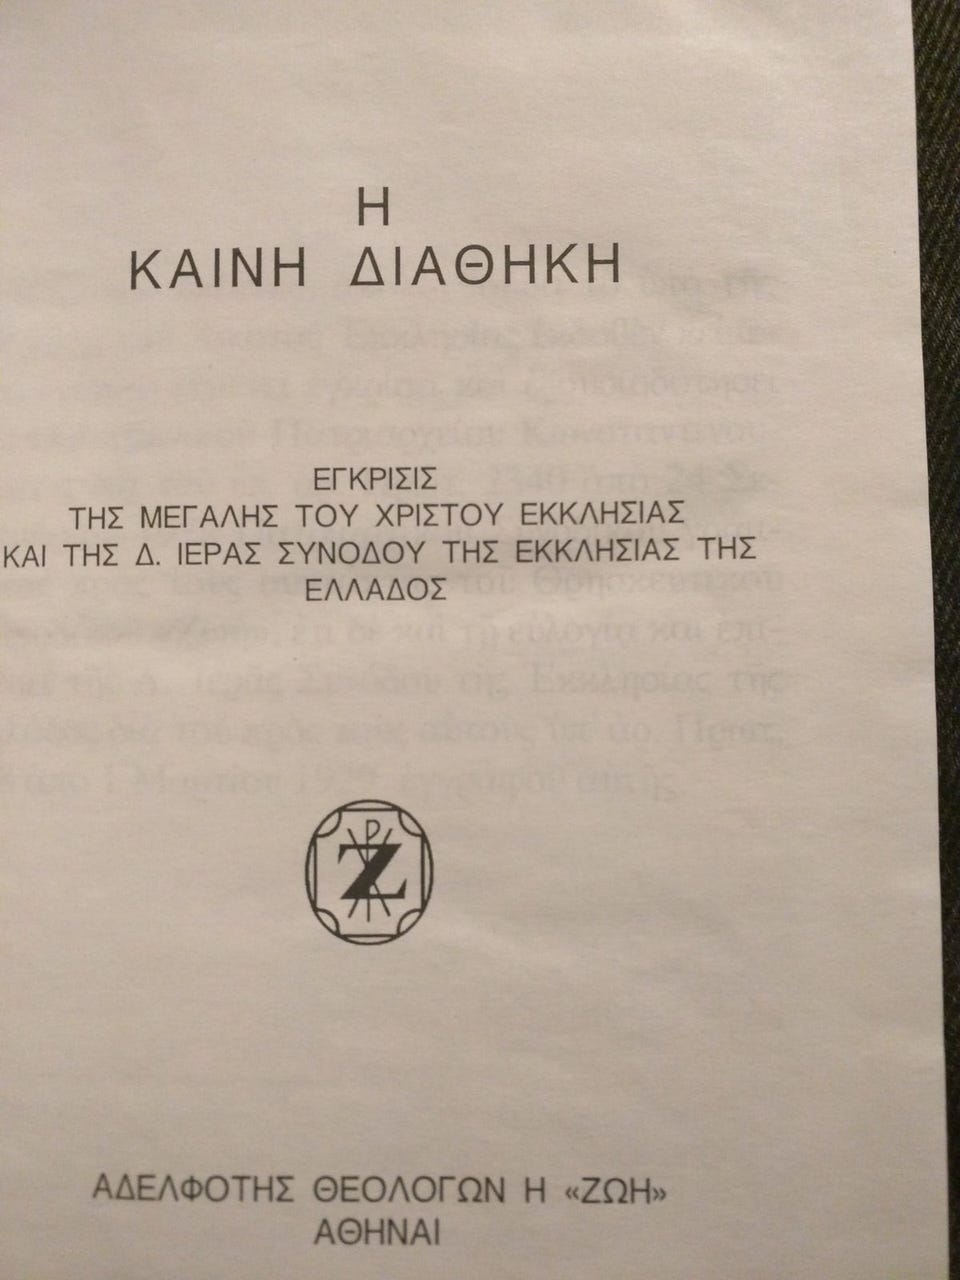 Η
ΚΑΙΝΗ ΔΙΑΘΗΚΗ
ΕΓΚΡΙΣΙΣ
ΤΗΣ ΜΕΓΑΛΗΣ ΤΟΥ ΧΡΙΣΤΟΥ ΕΚΚΛΗΣΙΑΣ
ΚΑΙ ΤΗΣ Δ. ΙΕΡΑΣ ΣΥΝΟΔΟΥ ΤΗΣ ΕΚΚΛΗΣΙΑΣ ΤΗΣ
ΕΛΛΑΔΟΣ
Ζ
ΑΔΕΛΦΟΤΗΣ ΘΕΟΛΟΓΩΝ Η «ΖΩΗ»
ΑΘΗΝΑΙ